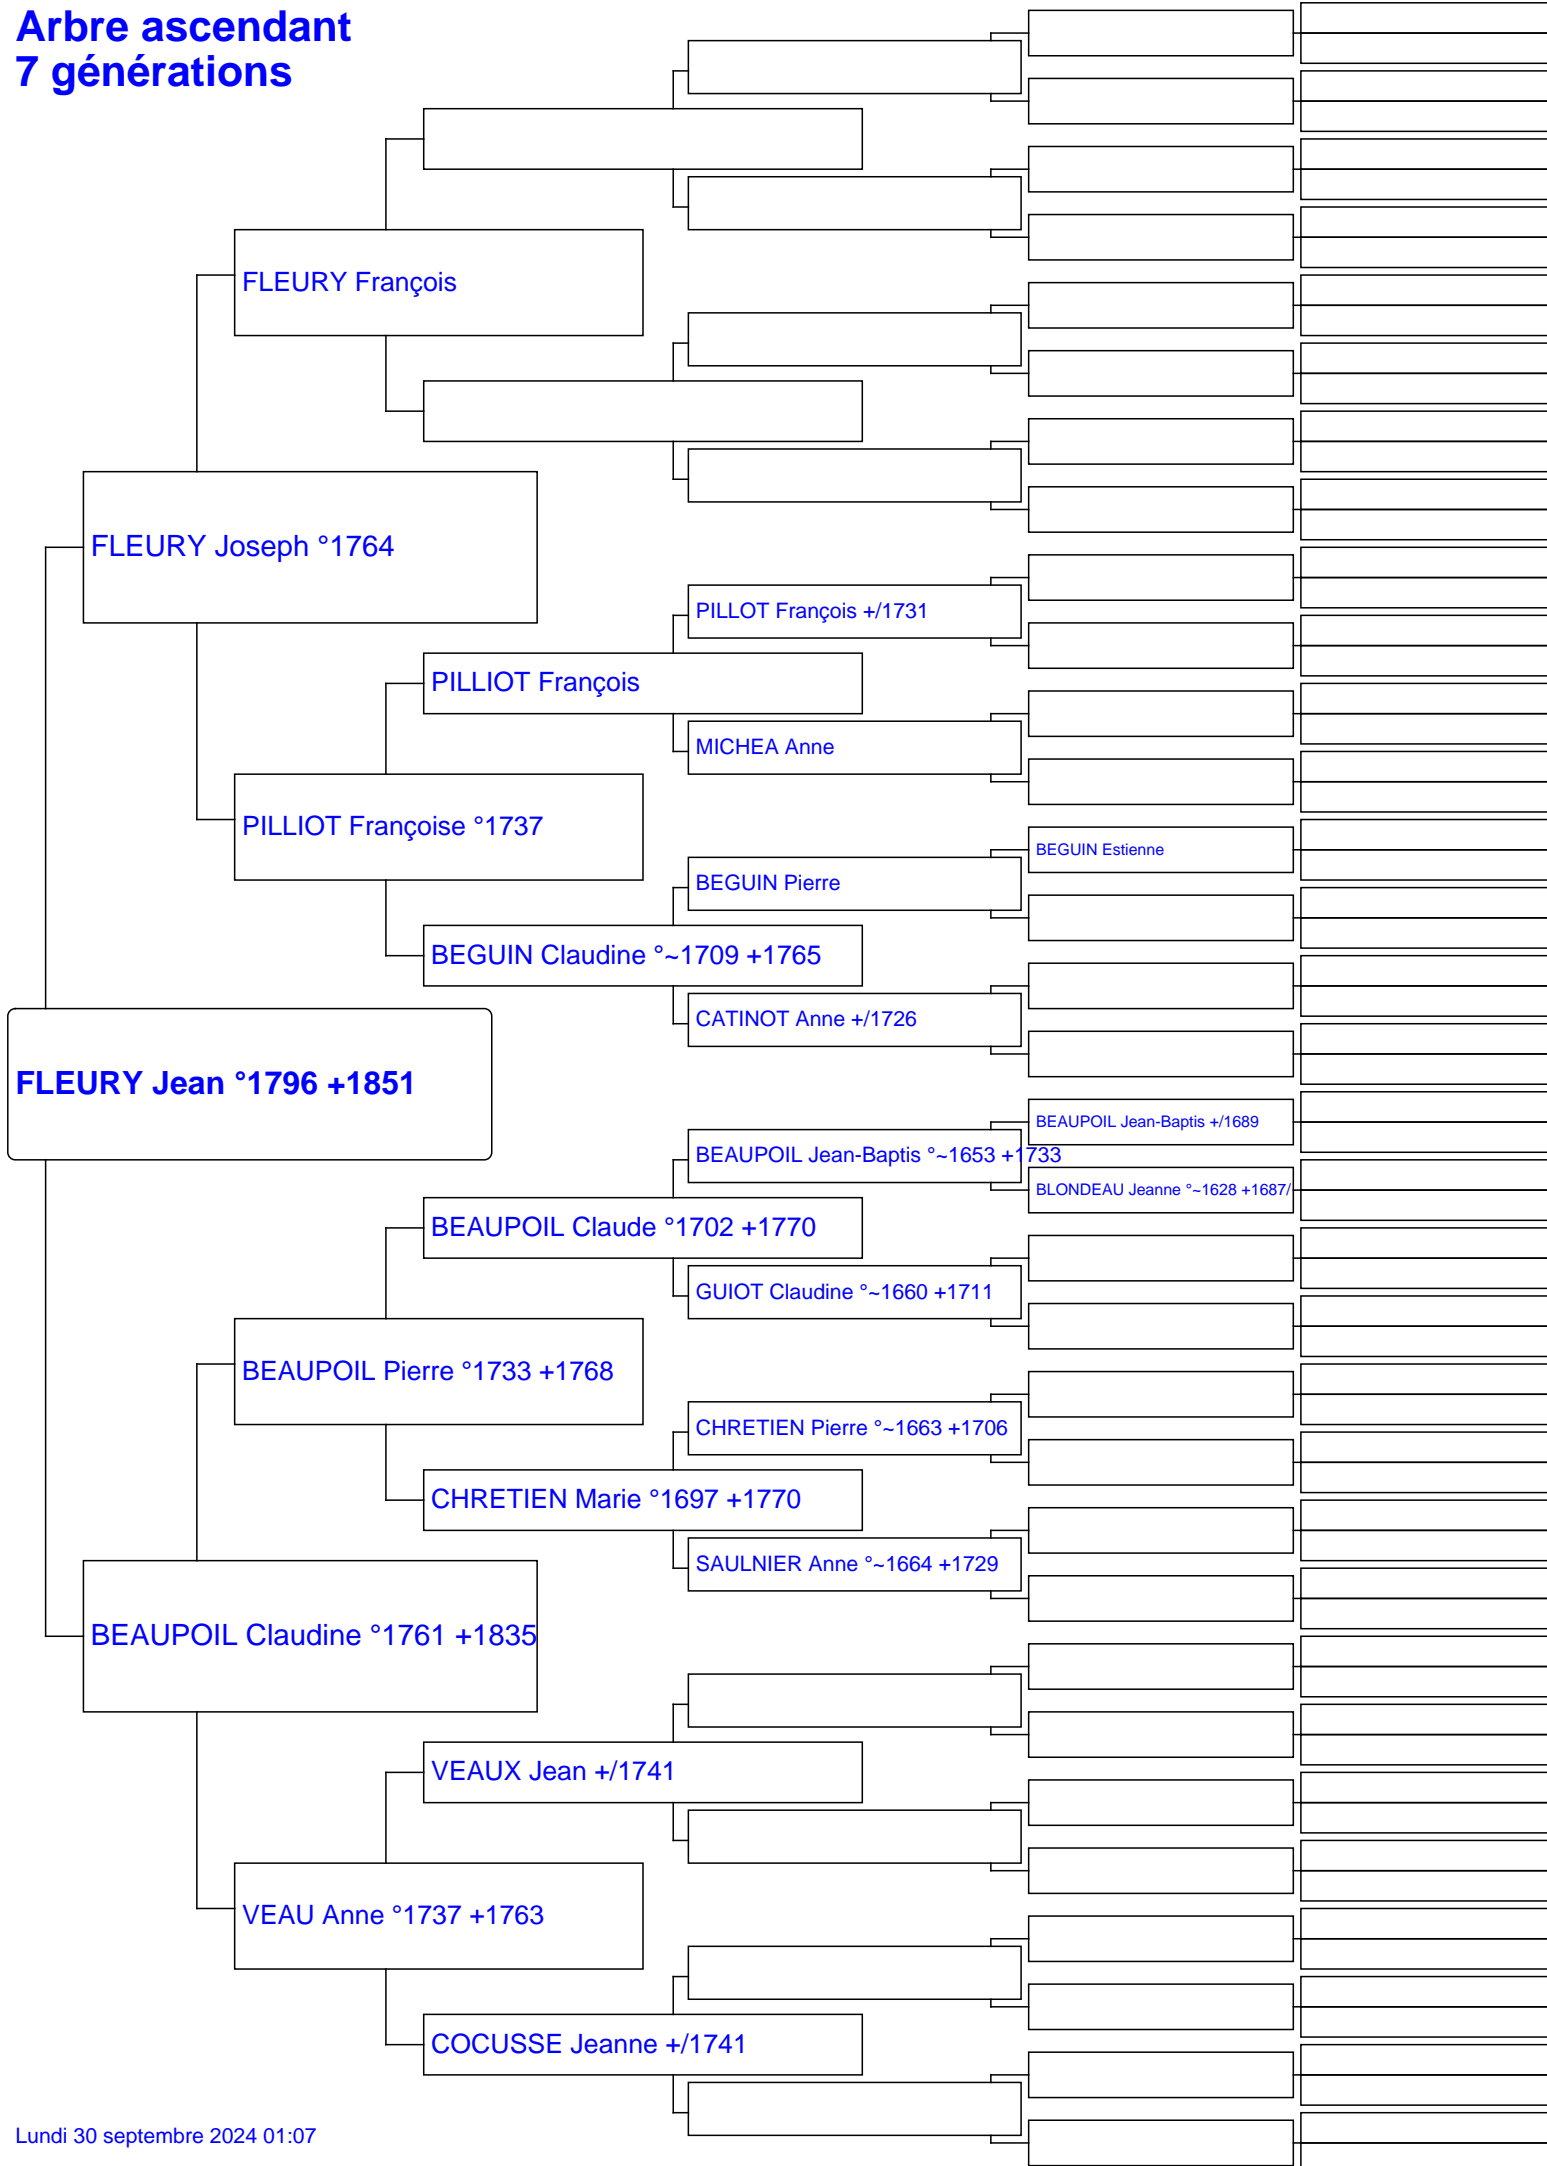 Arbre ascendant
7 générations
FLEURY François
FLEURY Joseph °1764
PILLOT François +/1731
PILLIOT François
MICHEA Anne
PILLIOT Françoise °1737
BEGUIN Estienne
BEGUIN Pierre
BEGUIN Claudine °~1709 +1765
CATINOT Anne +/1726
FLEURY Jean °1796 +1851
BEAUPOIL Jean-Baptis +/1689
BEAUPOIL Jean-Baptis °~1653 +1733
BLONDEAU Jeanne °~1628 +1687/
BEAUPOIL Claude °1702 +1770
GUIOT Claudine °~1660 +1711
BEAUPOIL Pierre °1733 +1768
CHRETIEN Pierre °~1663 +1706
CHRETIEN Marie °1697 +1770
SAULNIER Anne °~1664 +1729
BEAUPOIL Claudine °1761 +1835
VEAUX Jean +/1741
VEAU Anne °1737 +1763
COCUSSE Jeanne +/1741
Lundi 30 septembre 2024 01:07